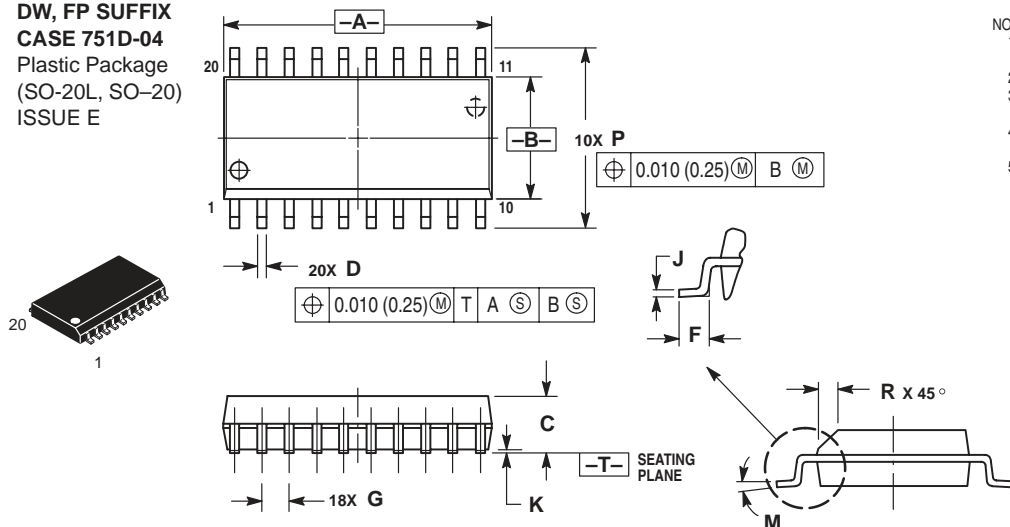 DW, FP SUFFIX
CASE 751D-04
Plastic Package
(SO-20L, SO–20)
ISSUE E
–A–
20
11
–B–
10X P
0.010 (0.25) Ⓜ B Ⓜ
1
10
20X D
0.010 (0.25) Ⓜ T A Ⓢ B Ⓢ
J
F
20
1
R X 45°
C
–T– SEATING
PLANE
18X G
K
M
NO